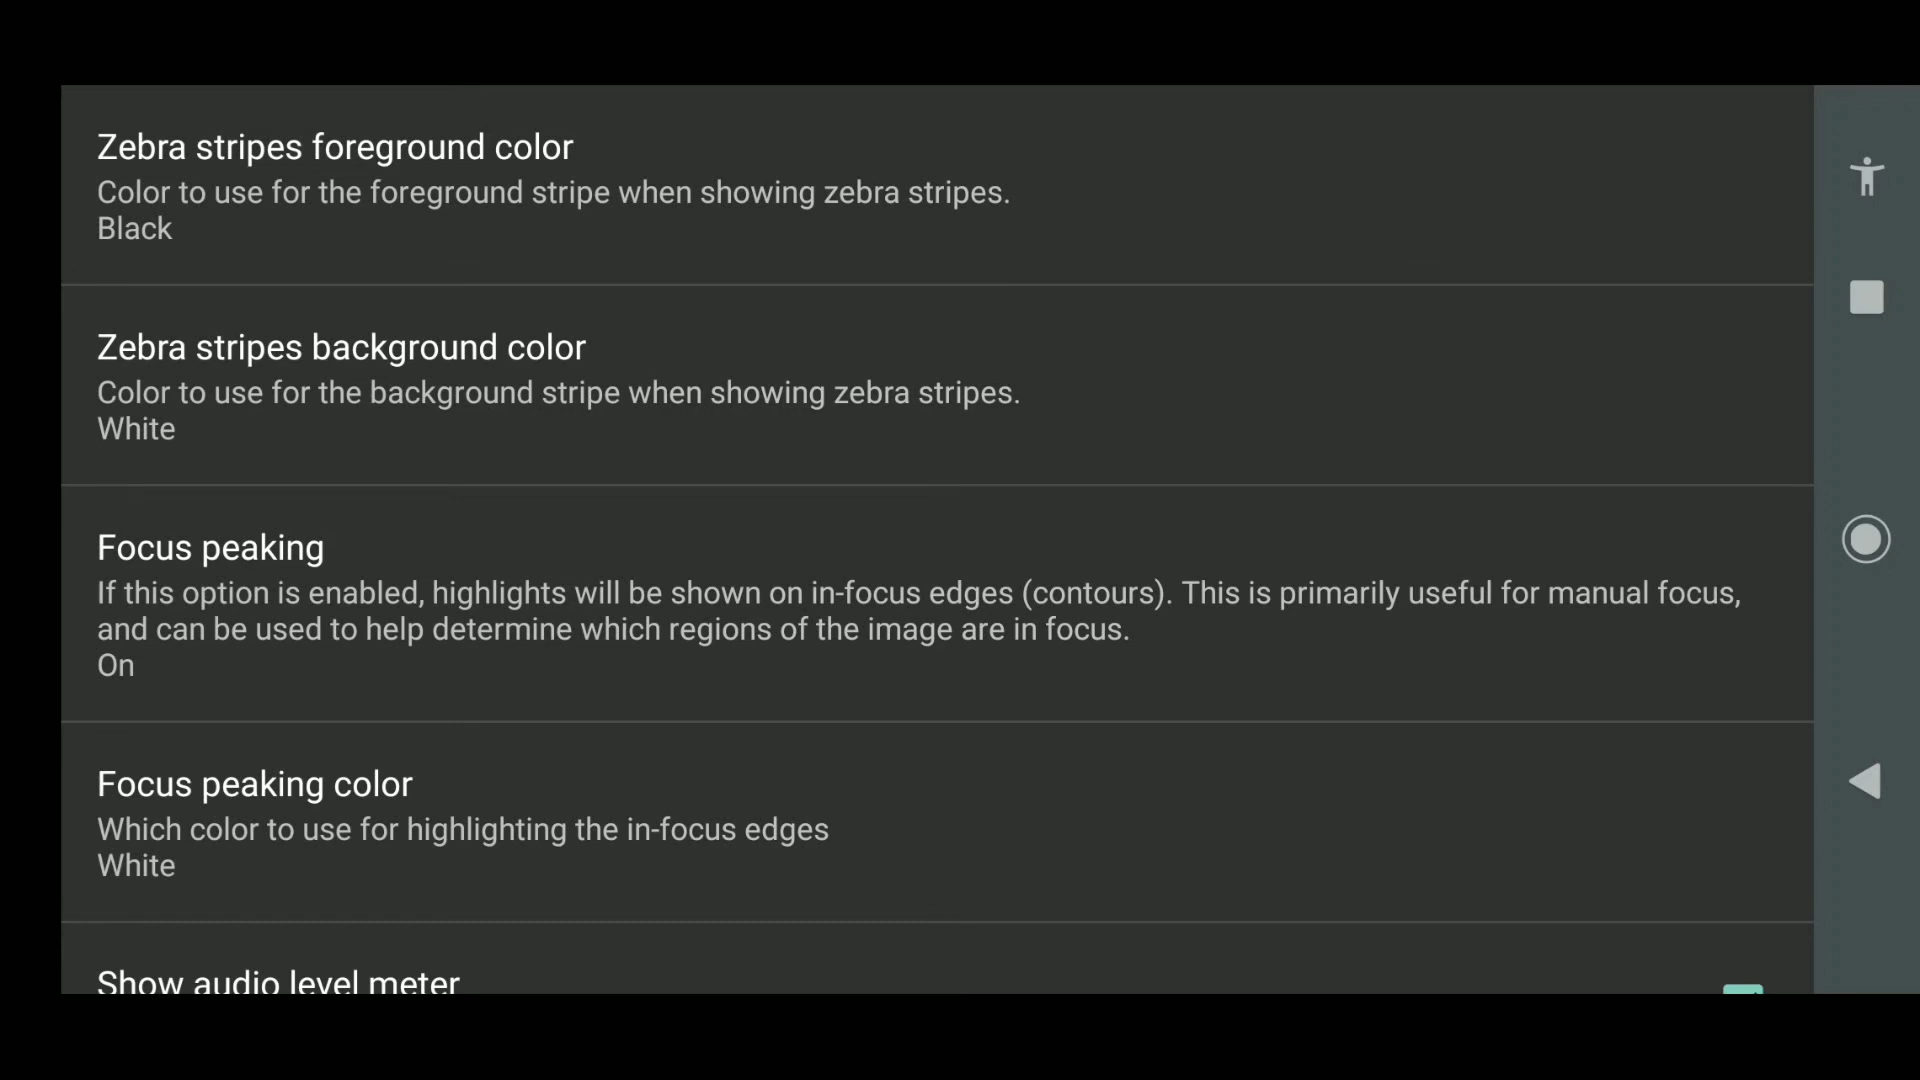 Zebra stripes foreground color
Color to use for the foreground stripe when showing zebra stripes.
Black
Zebra stripes background color
Color to use for the background stripe when showing zebra stripes.
White
Focus peaking
If this option is enabled, highlights will be shown on in-focus edges (contours). This is primarily useful for manual focus,
and can be used to help determine which regions of the image are in focus.
On
Focus peaking color
Which color to use for highlighting the in-focus edges
White
Show audio level meter